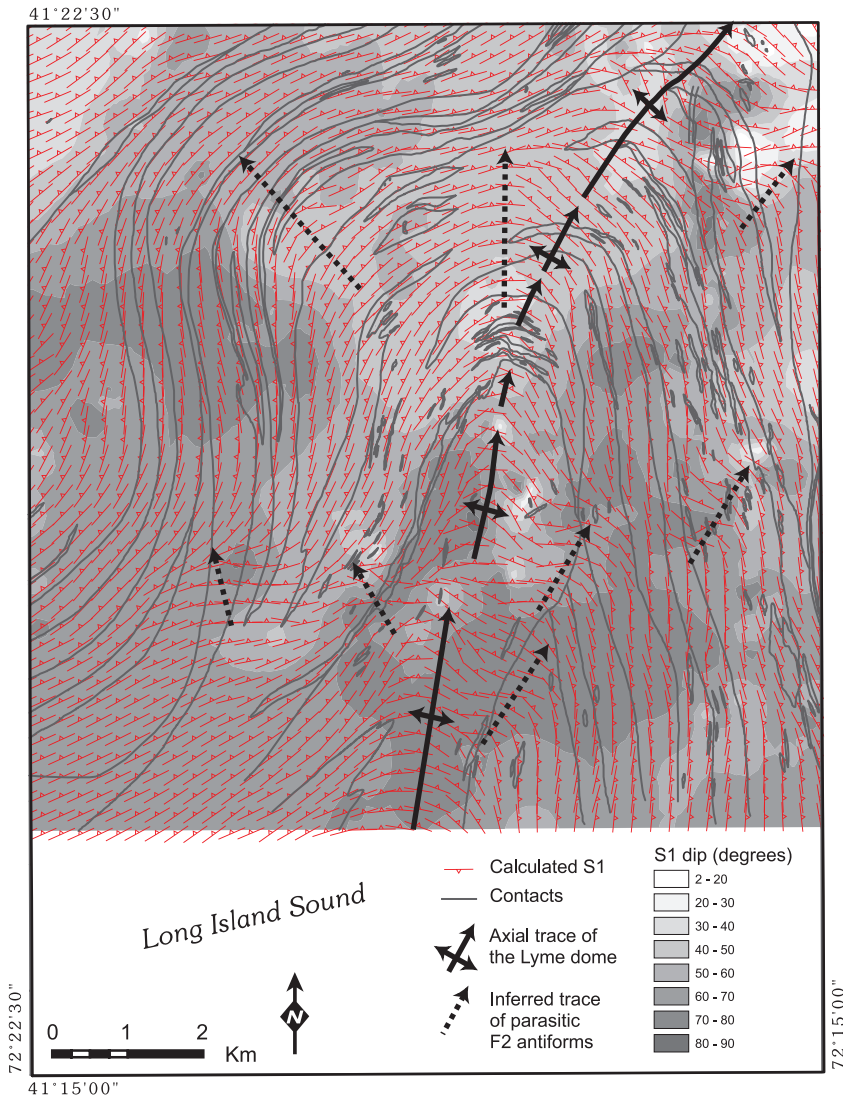 41°22'30"
Long Island Sound
Calculated S1
Contacts
Axial trace of
the Lyme dome
Inferred trace
of parasitic
F2 antiforms
S1 dip (degrees)
2 - 20
20 - 30
30 - 40
40 - 50
50 - 60
60 - 70
70 - 80
80 - 90
N
0 1 2
Km
72°22'30"
72°15'00"
41°15'00"